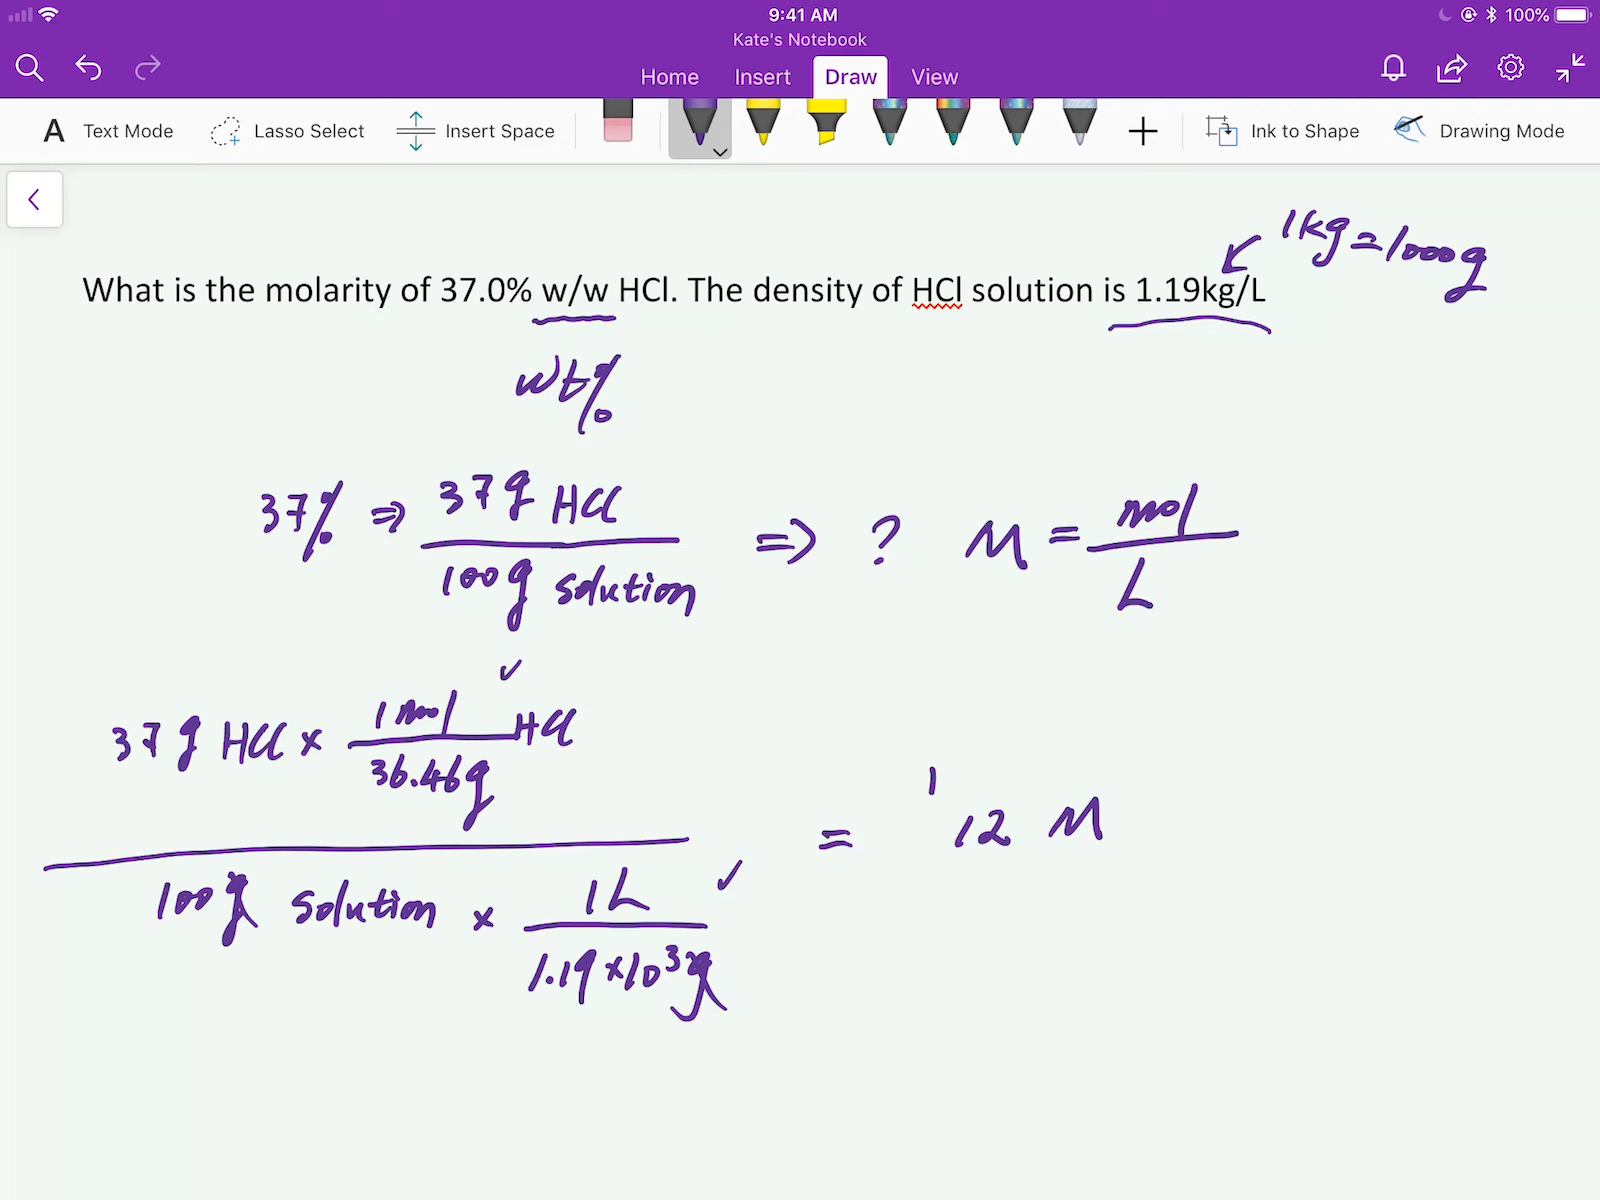 9:41 AM
100%
Kate's Notebook
Home Insert Draw View
A Text Mode Lasso Select Insert Space Ink to Shape Drawing Mode
1kg = 1000g
What is the molarity of 37.0% w/w HCl. The density of HCl solution is 1.19kg/L
wt%
37% ⇒ 37g HCl / 100g solution ⇒ ? M = mol / L
37 g HCl × 1 mol HCl / 36.46g
= 12 M
100g solution × 1L / 1.19×10³g